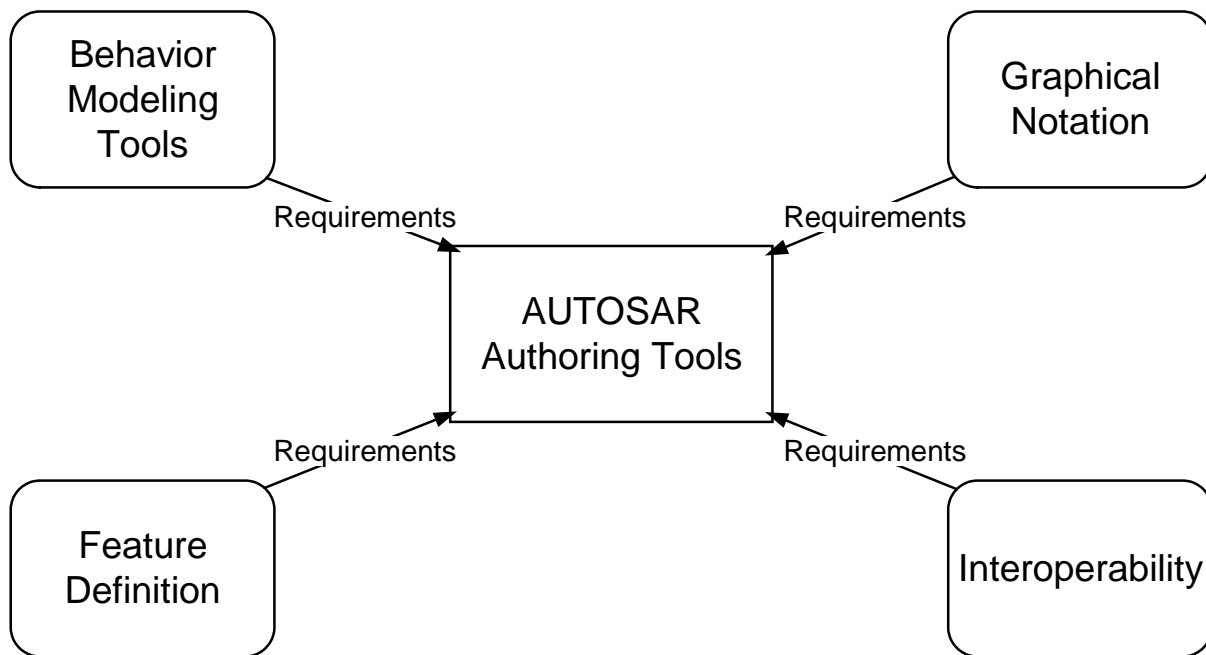 Behavior
Modeling
Tools
Graphical
Notation
Requirements
Requirements
AUTOSAR
Authoring Tools
Requirements
Requirements
Feature
Definition
Interoperability